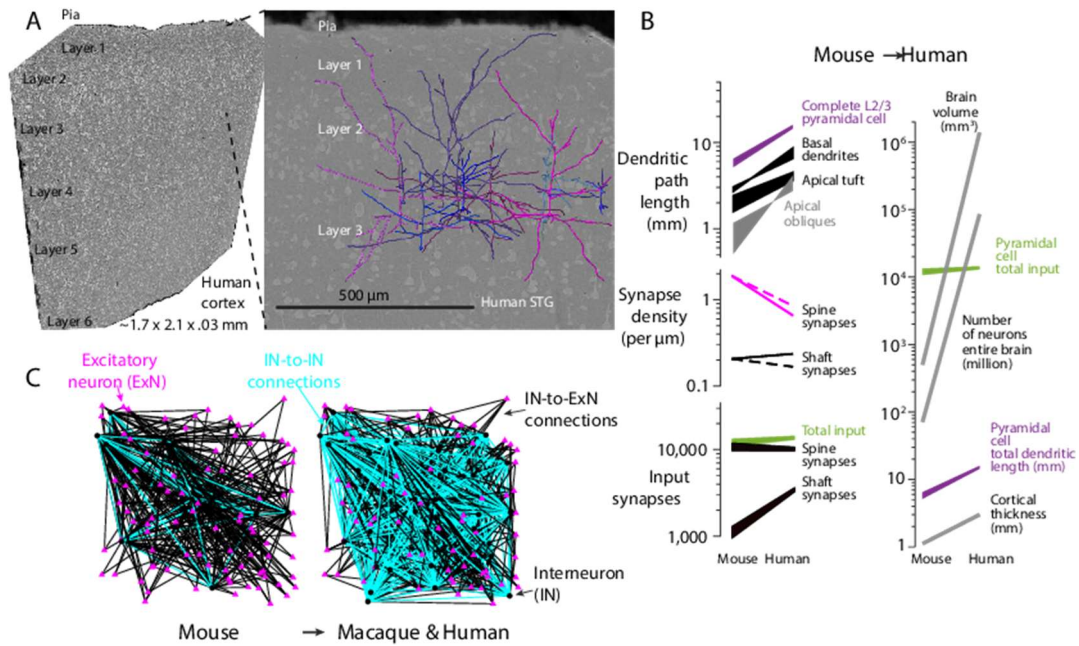 A
Pia
Layer 1
Layer 2
Layer 3
Layer 4
Layer 5
Layer 6
Human
cortex
~1.7 x 2.1 x .03 mm
Pia
Layer 1
Layer 2
Layer 3
500 µm
Human STG
B
Mouse → Human
Dendritic
path
length
(mm)
10
1
Complete L2/3
pyramidal cell
Basal
dendrites
Apical tuft
Apical
obliques
Synapse
density
(per µm)
1
0.1
Spine
synapses
Shaft
synapses
Input
synapses
10,000
1,000
Total input
Spine
synapses
Shaft
synapses
Mouse Human
Brain
volume
(mm³)
10⁶
10⁵
10⁴
10³
10²
10
1
Pyramidal
cell
total input
Number
of neurons
entire brain
(million)
Pyramidal
cell
total dendritic
length (mm)
Cortical
thickness
(mm)
Mouse Human
C
Excitatory
neuron (ExN)
IN-to-IN
connections
IN-to-ExN
connections
Interneuron
(IN)
Mouse → Macaque & Human